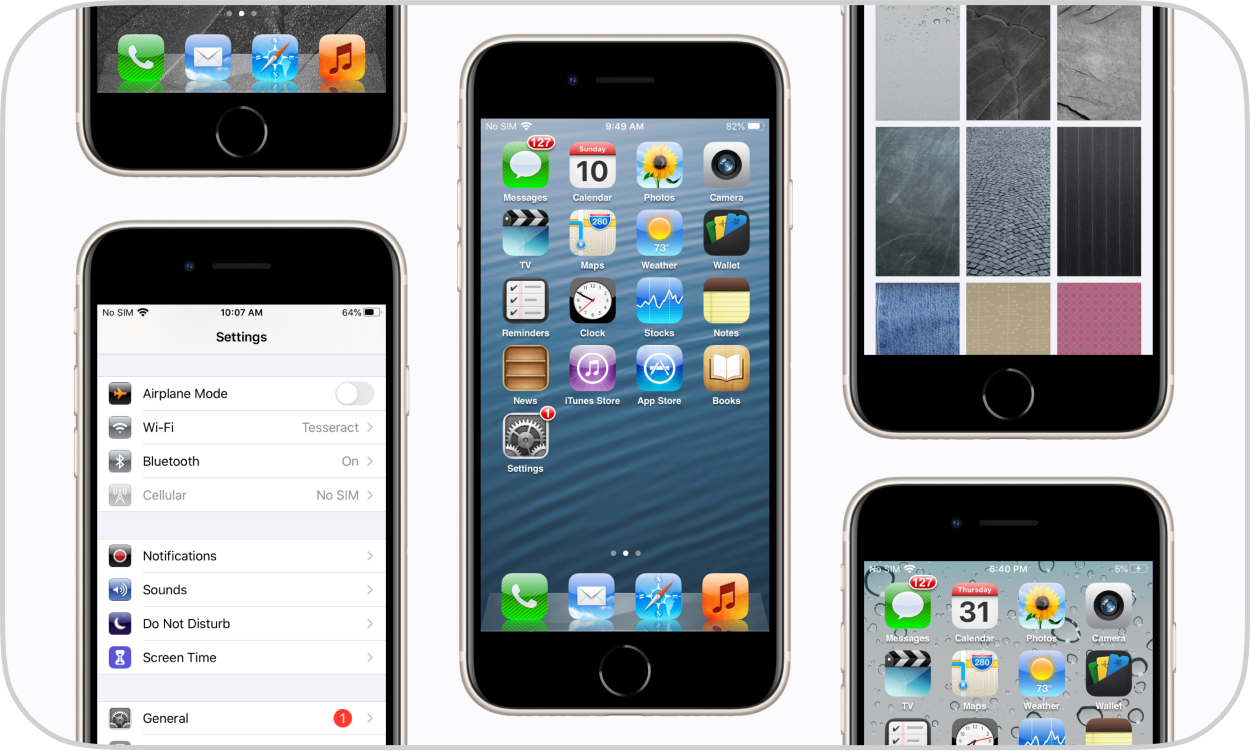 No SIM 10:07 AM 64%
Settings
Airplane Mode
Wi-Fi Tesseract
Bluetooth On
Cellular No SIM
Notifications
Sounds
Do Not Disturb
Screen Time
General 1
No SIM 9:49 AM 82%
127 Sunday
10 280
Messages Calendar Photos Camera
280 73°
TV Maps Weather Wallet
12
Reminders Clock Stocks Notes
News iTunes Store App Store Books
1
Settings
No SIM 6:40 PM 5%
127 Thursday
31
Messages Calendar Photos Camera
280 73°
TV Maps Weather Wallet